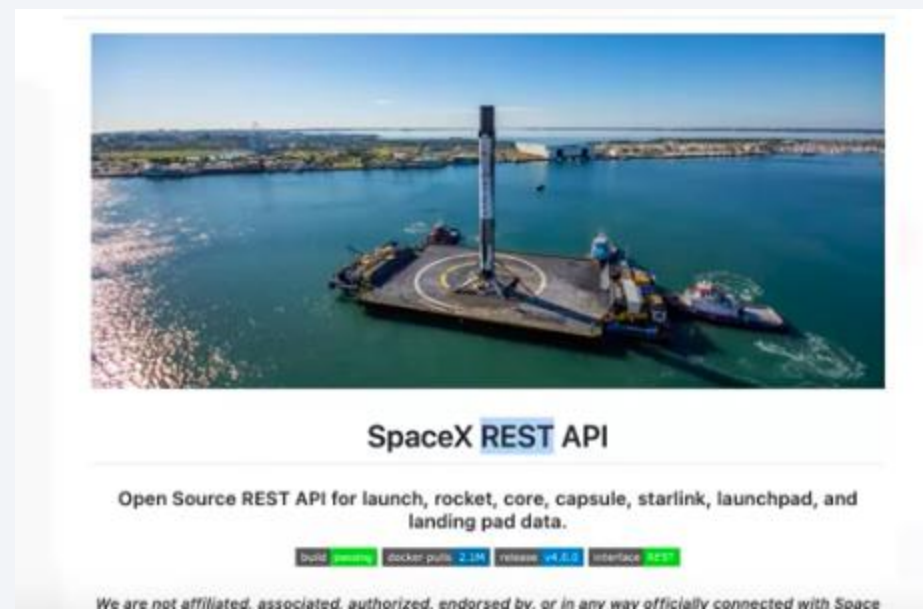 SpaceX REST API
Open Source REST API for launch, rocket, core, capsule, starlink, launchpad, and
landing pad data.
build passing docker pulls 2.1M release v4.0.0 interface REST
We are not affiliated, associated, authorized, endorsed by, or in any way officially connected with Space